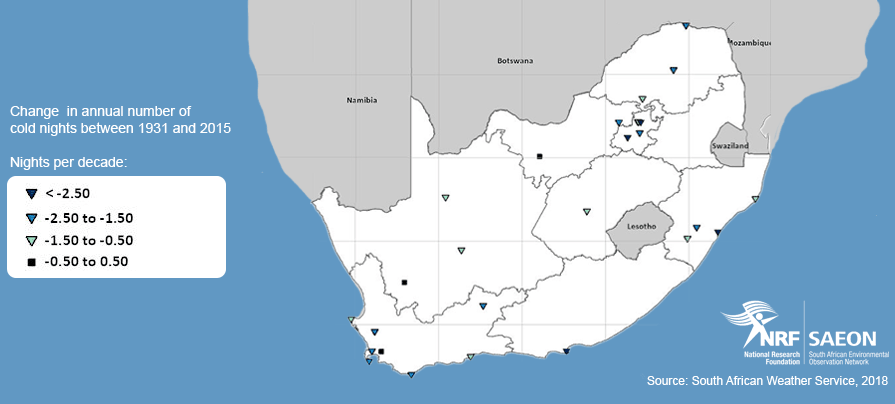 Mozambique
Botswana
Namibia
Change in annual number of
cold nights between 1931 and 2015
Swaziland
Nights per decade:
< -2.50
-2.50 to -1.50
-1.50 to -0.50
-0.50 to 0.50
Lesotho
NRF
National Research
Foundation
SAEON
South African Environmental
Observation Network
Source: South African Weather Service, 2018